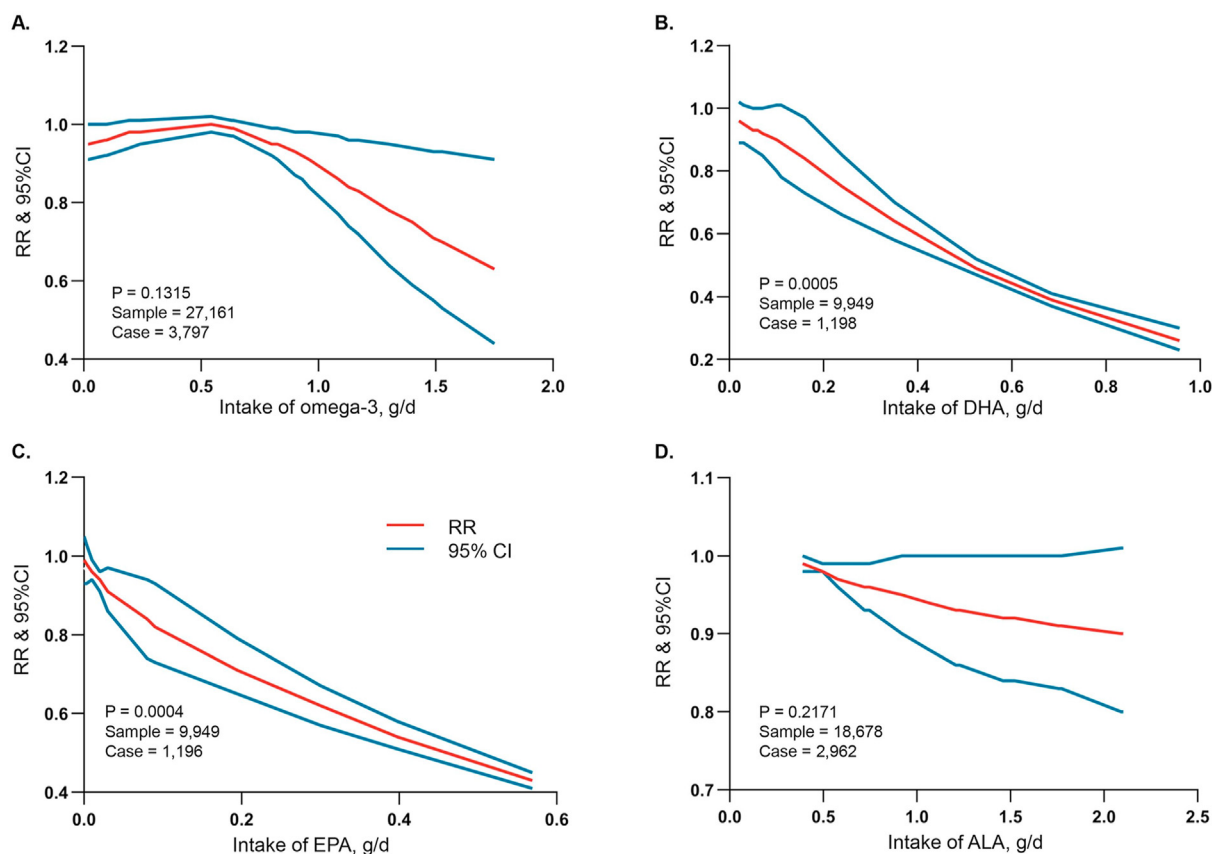 A.
RR & 95%CI
1.2
1.0
0.8
0.6
0.4
P = 0.1315
Sample = 27,161
Case = 3,797
0.0 0.5 1.0 1.5 2.0
Intake of omega-3, g/d
B.
RR & 95%CI
1.2
1.0
0.8
0.6
0.4
0.2
P = 0.0005
Sample = 9,949
Case = 1,198
0.0 0.2 0.4 0.6 0.8 1.0
Intake of DHA, g/d
C.
RR & 95%CI
1.2
1.0
0.8
0.6
0.4
RR
95% CI
P = 0.0004
Sample = 9,949
Case = 1,196
0.0 0.2 0.4 0.6
Intake of EPA, g/d
D.
RR & 95%CI
1.1
1.0
0.9
0.8
0.7
P = 0.2171
Sample = 18,678
Case = 2,962
0.0 0.5 1.0 1.5 2.0 2.5
Intake of ALA, g/d